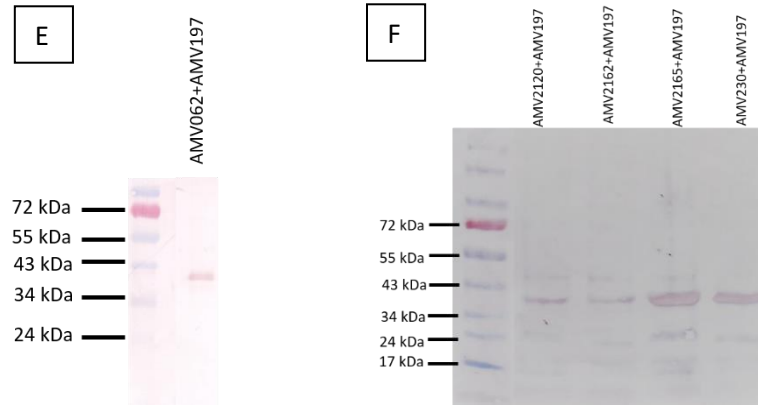 E
AMV062+AMV197
72 kDa
55 kDa
43 kDa
34 kDa
24 kDa
F
AMV2120+AMV197
AMV2162+AMV197
AMV2165+AMV197
AMV230+AMV197
72 kDa
55 kDa
43 kDa
34 kDa
24 kDa
17 kDa